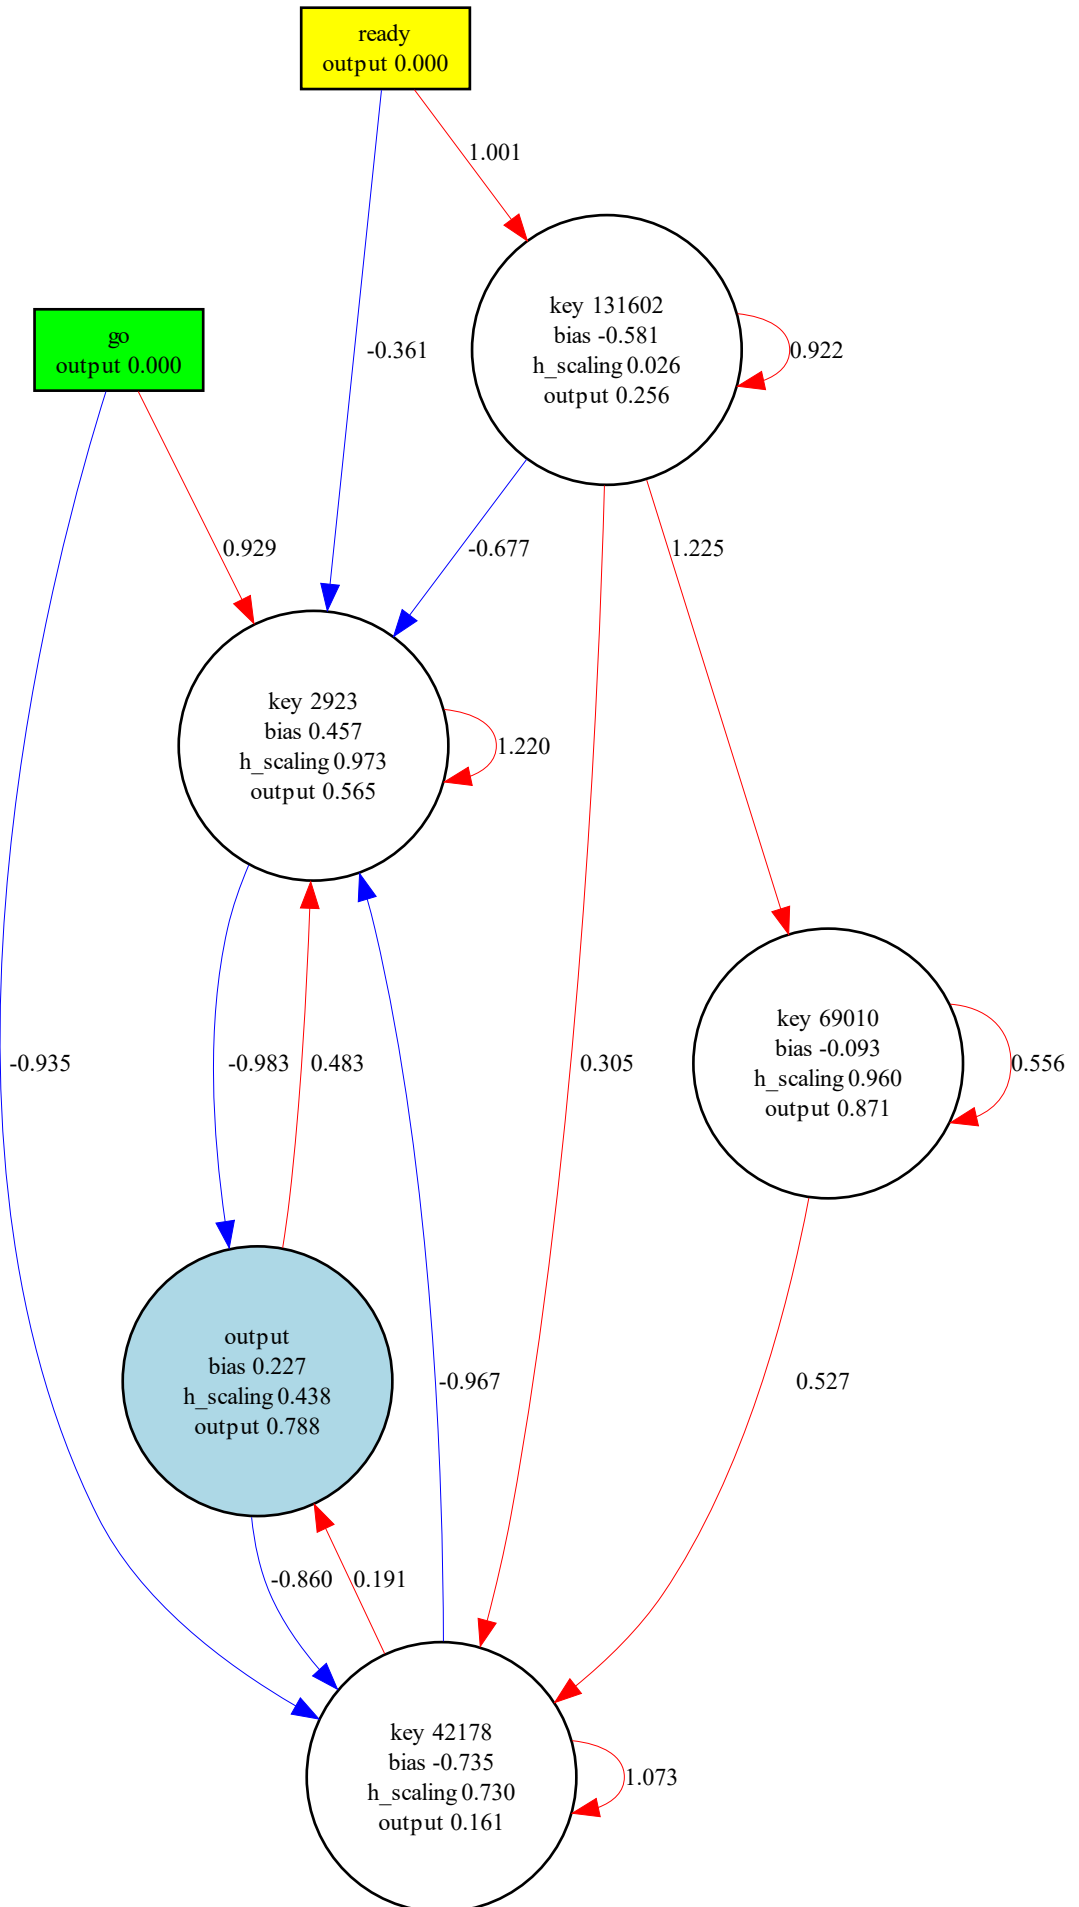 ready
output 0.000
1.001
key 131602
bias -0.581
h_scaling 0.026
output 0.256
0.922
go
output 0.000
-0.361
0.929
-0.677
1.225
key 2923
bias 0.457
h_scaling 0.973
output 0.565
1.220
key 69010
bias -0.093
h_scaling 0.960
output 0.871
0.556
-0.935
-0.983
0.483
0.305
output
bias 0.227
h_scaling 0.438
output 0.788
-0.967
0.527
-0.860
0.191
key 42178
bias -0.735
h_scaling 0.730
output 0.161
1.073